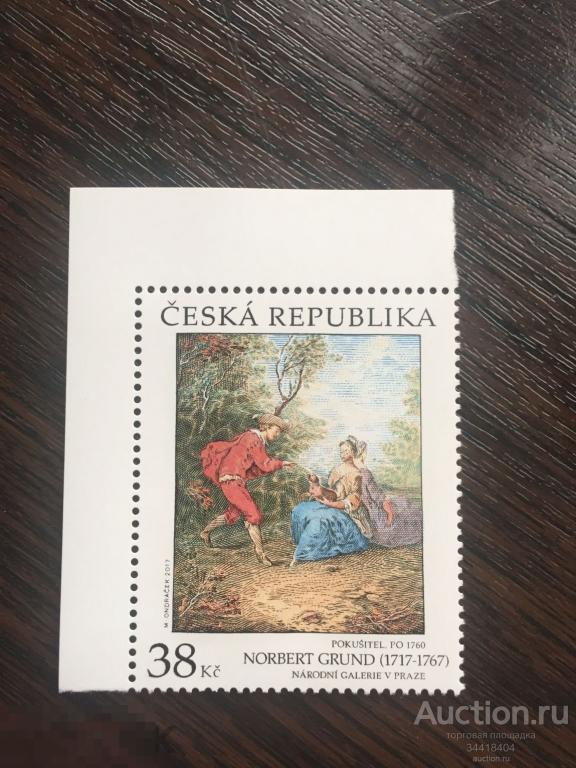 ČESKÁ REPUBLIKA
M. ONDRÁČEK 2017
POKUŠITEL, PO 1760
38 Kč
NORBERT GRUND (1717-1767)
NÁRODNÍ GALERIE V PRAZE
Auction.ru
торговая площадка
34418404
auction.ru